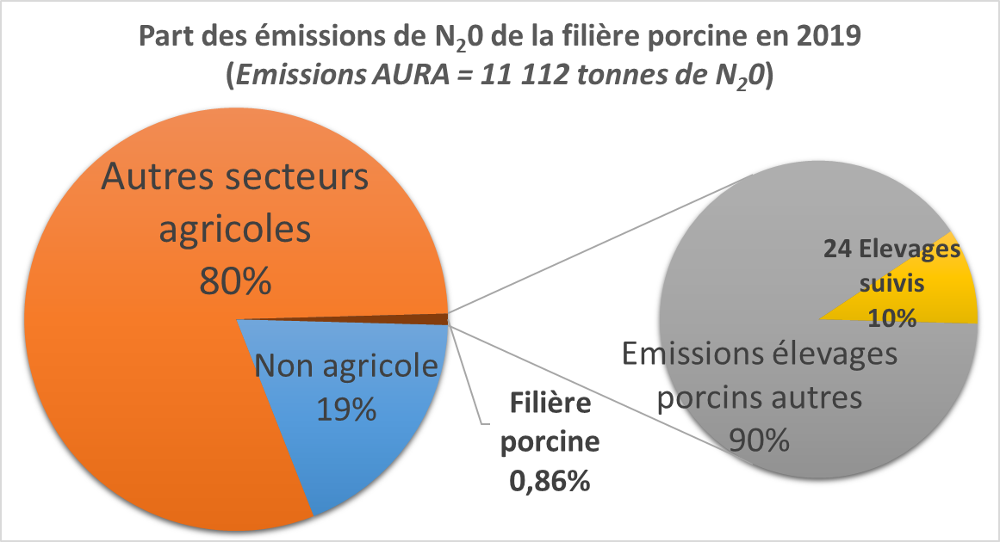 Part des émissions de N₂0 de la filière porcine en 2019
(Emissions AURA = 11 112 tonnes de N₂0)
Autres secteurs
agricoles
80%
Non agricole
19%
Filière
porcine
0,86%
24 Elevages
suivis
10%
Emissions élevages
porcins autres
90%